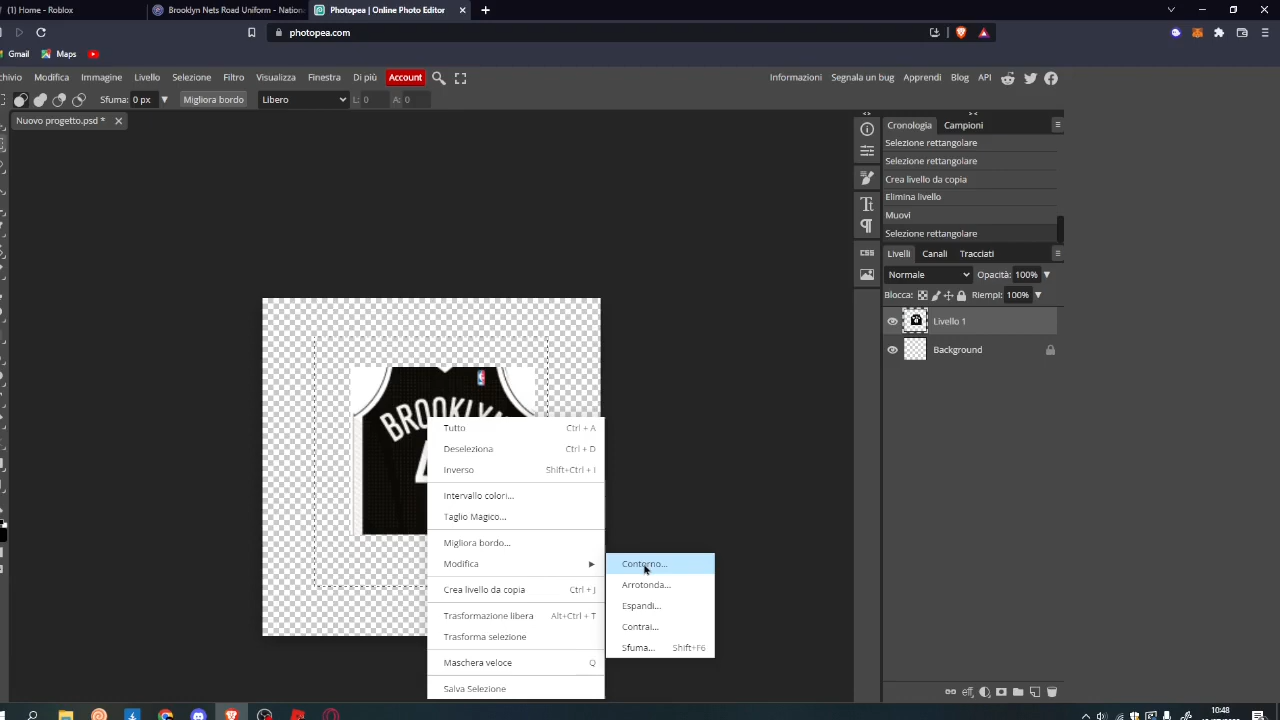 (1) Home - Roblox
Brooklyn Nets Road Uniform - Nation
Photopea | Online Photo Editor
photopea.com
Gmail Maps
chivio Modifica Immagine Livello Selezione Filtro Visualizza Finestra Di più Account
Informazioni Segnala un bug Apprendi Blog API
Sfuma: 0 px Migliora bordo Libero L: 0 A: 0
Nuovo progetto.psd *
Cronologia Campioni
Selezione rettangolare
Selezione rettangolare
Crea livello da copia
Elimina livello
Muovi
Selezione rettangolare
CSS
Livelli Canali Tracciati
Normale Opacità: 100%
Blocca: Riempi: 100%
Livello 1
Background
BROOKLYN
Tutto Ctrl + A
Deseleziona Ctrl + D
Inverso Shift+Ctrl + I
Intervallo colori...
Taglio Magico...
Migliora bordo...
Modifica
Crea livello da copia Ctrl + J
Trasformazione libera Alt+Ctrl + T
Trasforma selezione
Maschera veloce Q
Salva Selezione
Contorno...
Arrotonda...
Espandi...
Contrai...
Sfuma... Shift+F6
eff
10:48